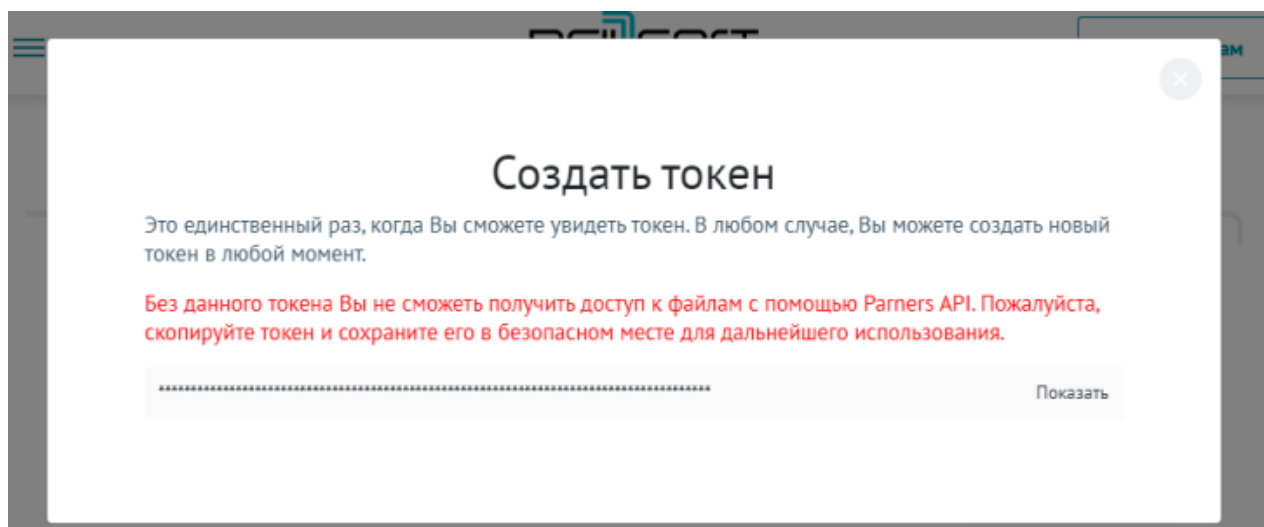 ам
Создать токен
Это единственный раз, когда Вы сможете увидеть токен. В любом случае, Вы можете создать новый
токен в любой момент.
Без данного токена Вы не сможеть получить доступ к файлам с помощью Parners API. Пожалуйста,
скопируйте токен и сохраните его в безопасном месте для дальнейшего использования.
Показать